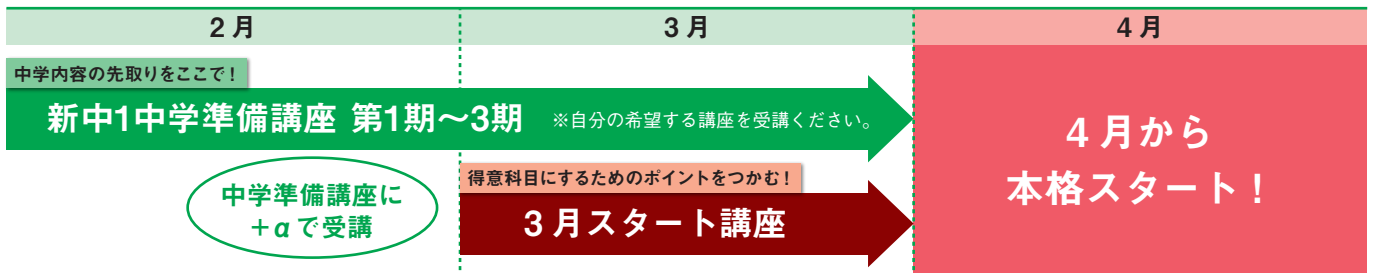 2月
3月
4月
中学内容の先取りをここで！
新中1中学準備講座 第1期～3期 ※自分の希望する講座を受講ください。
中学準備講座に
＋αで受講
得意科目にするためのポイントをつかむ！
3月スタート講座
4月から
本格スタート！